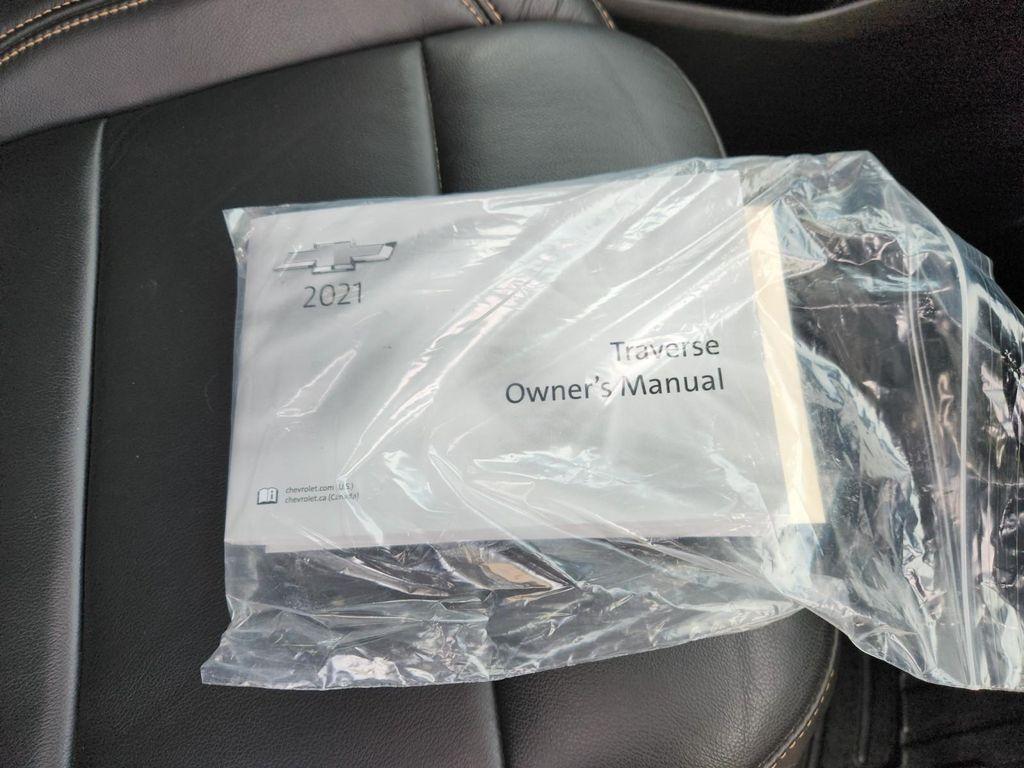 2021
Traverse
Owner's Manual
chevrolet.com (U.S.)
chevrolet.ca (Canada)